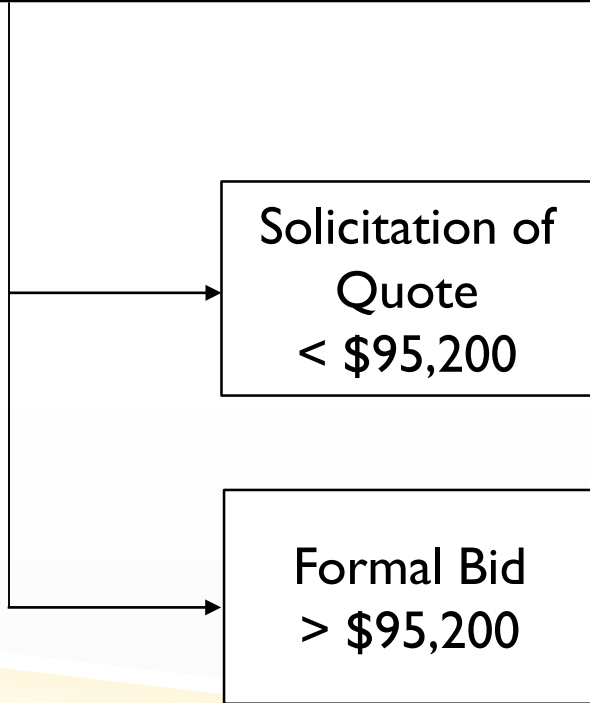 Solicitation of
Quote
< $95,200
Formal Bid
> $95,200